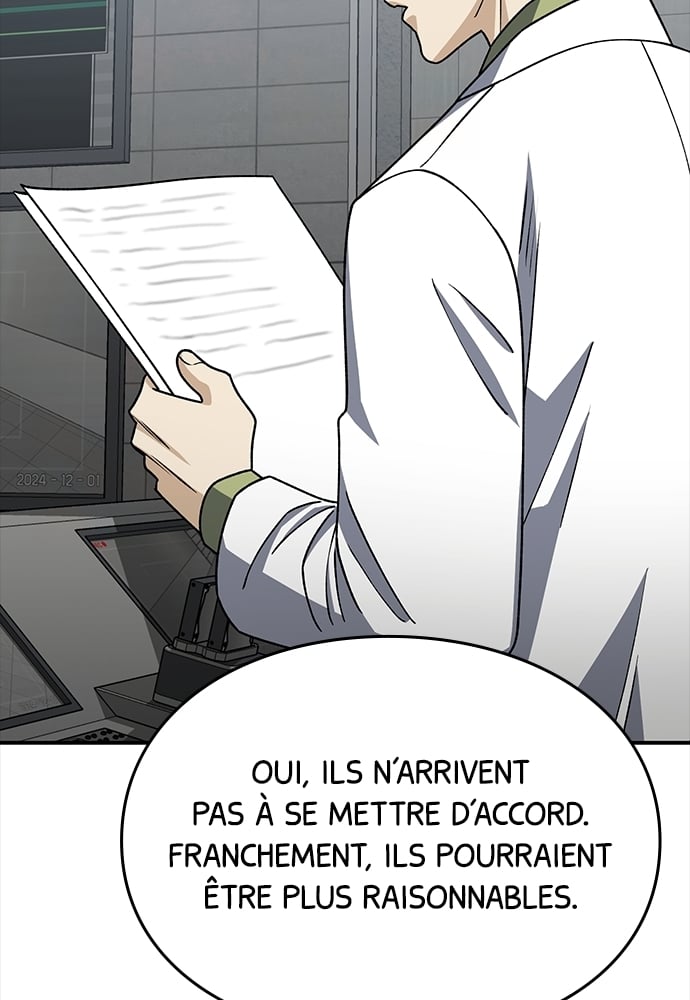 2024 - 12 - 01
OUI, ILS N'ARRIVENT
PAS À SE METTRE D'ACCORD.
FRANCHEMENT, ILS POURRAIENT
ÊTRE PLUS RAISONNABLES.